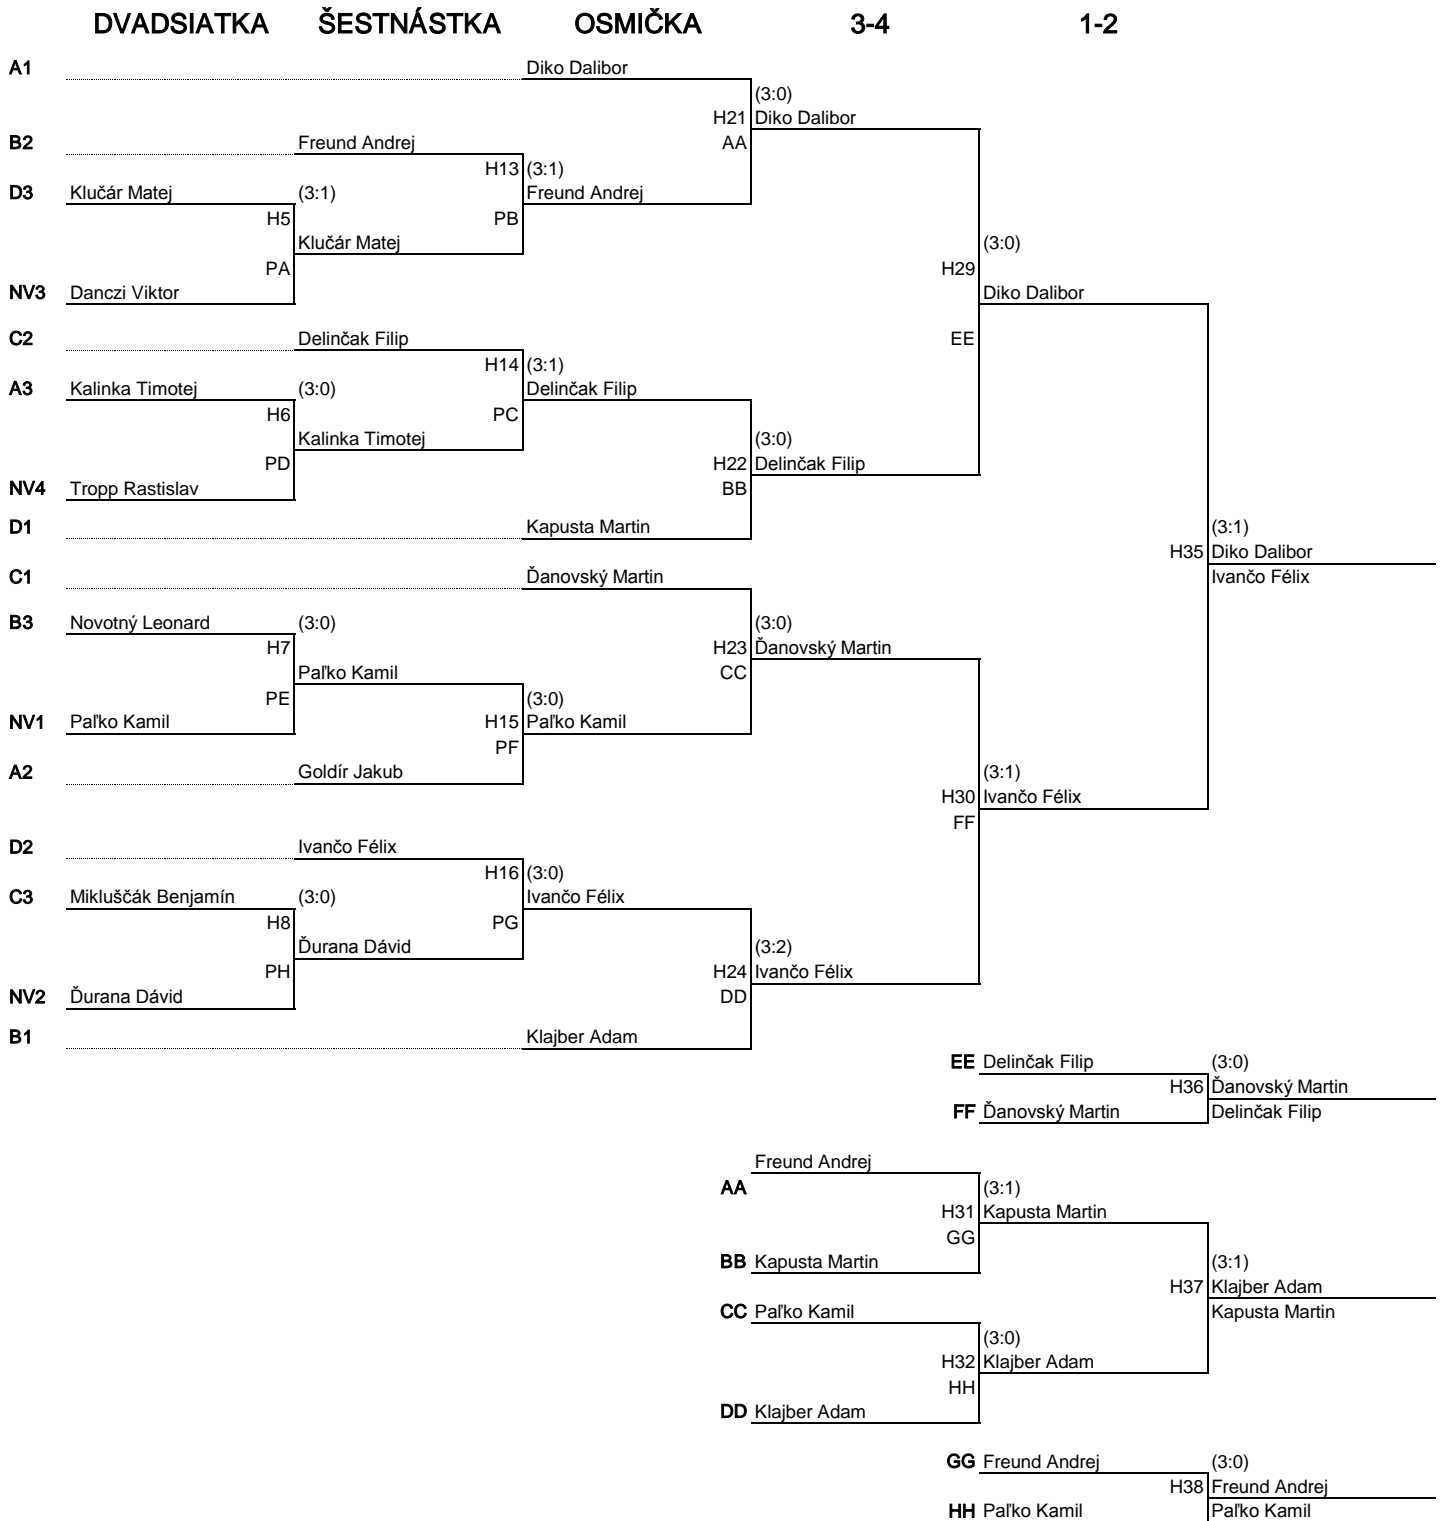 DVADSIATKA ŠESTNÁSTKA OSMIČKA 3-4 1-2
A1 Diko Dalibor
(3:0)
H21 Diko Dalibor
B2 Freund Andrej AA
H13 (3:1)
D3 Klučár Matej (3:1) Freund Andrej
H5 PB
Klučár Matej (3:0)
PA H29
NV3 Danczi Viktor Diko Dalibor
C2 Delinčak Filip EE
H14 (3:1)
A3 Kalinka Timotej (3:0) Delinčak Filip
H6 PC
Kalinka Timotej (3:0)
PD H22 Delinčak Filip
NV4 Tropp Rastislav BB
D1 Kapusta Martin (3:1)
H35 Diko Dalibor
C1 Ďanovský Martin Ivančo Félix
B3 Novotný Leonard (3:0) (3:0)
H7 H23 Ďanovský Martin
Paľko Kamil CC
PE (3:0)
NV1 Paľko Kamil H15 Paľko Kamil
PF
A2 Goldír Jakub (3:1)
H30 Ivančo Félix
FF
D2 Ivančo Félix
H16 (3:0)
C3 Mikluščák Benjamín (3:0) Ivančo Félix
H8 PG
Ďurana Dávid (3:2)
PH H24 Ivančo Félix
NV2 Ďurana Dávid DD
B1 Klajber Adam
EE Delinčak Filip (3:0)
H36 Ďanovský Martin
FF Ďanovský Martin Delinčak Filip
Freund Andrej
AA (3:1)
H31 Kapusta Martin
GG
BB Kapusta Martin (3:1)
H37 Klajber Adam
CC Paľko Kamil Kapusta Martin
(3:0)
H32 Klajber Adam
HH
DD Klajber Adam
GG Freund Andrej (3:0)
H38 Freund Andrej
HH Paľko Kamil Paľko Kamil